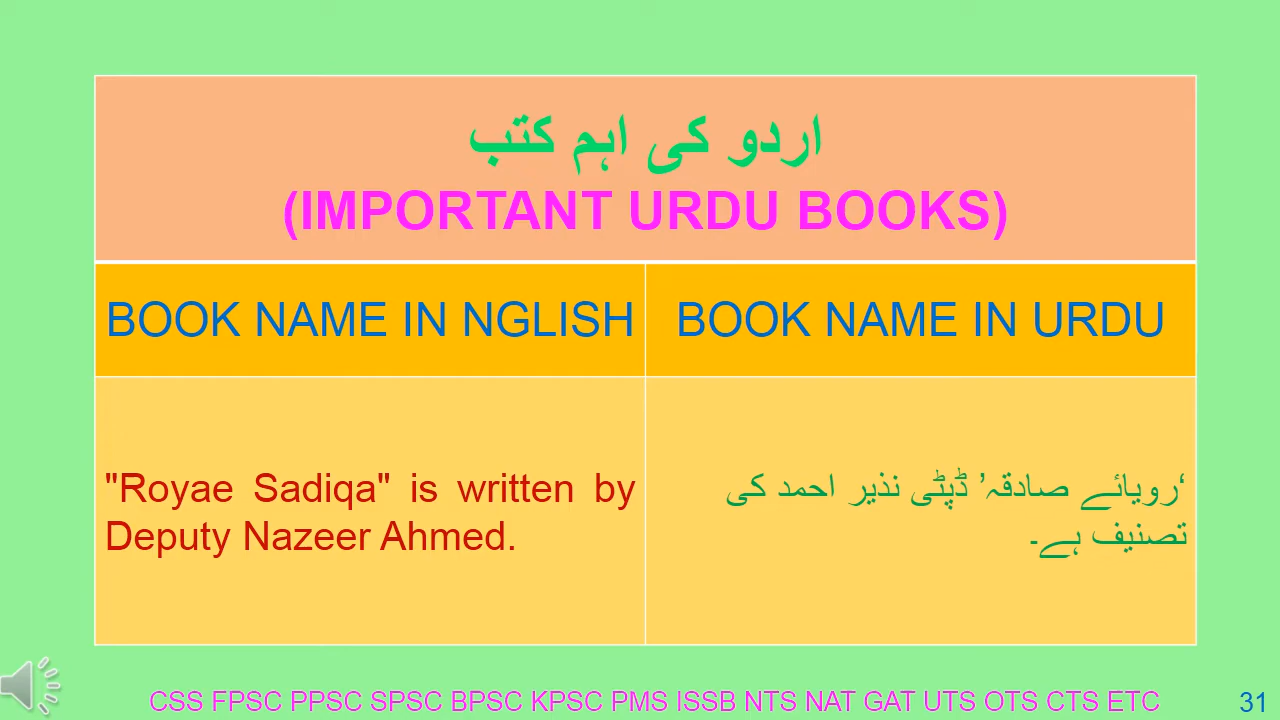 اردو کی اہم کتب
(IMPORTANT URDU BOOKS)
BOOK NAME IN NGLISH
BOOK NAME IN URDU
"Royae Sadiqa" is written by
Deputy Nazeer Ahmed.
‘رویائے صادقہ’ ڈپٹی نذیر احمد کی
تصنیف ہے۔
CSS FPSC PPSC SPSC BPSC KPSC PMS ISSB NTS NAT GAT UTS OTS CTS ETC
31